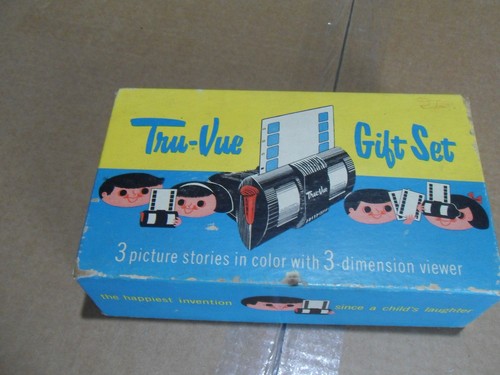 Tru-Vue Gift Set
Tru-Vue
3 picture stories in color with 3-dimension viewer
the happiest invention since a child's laughter